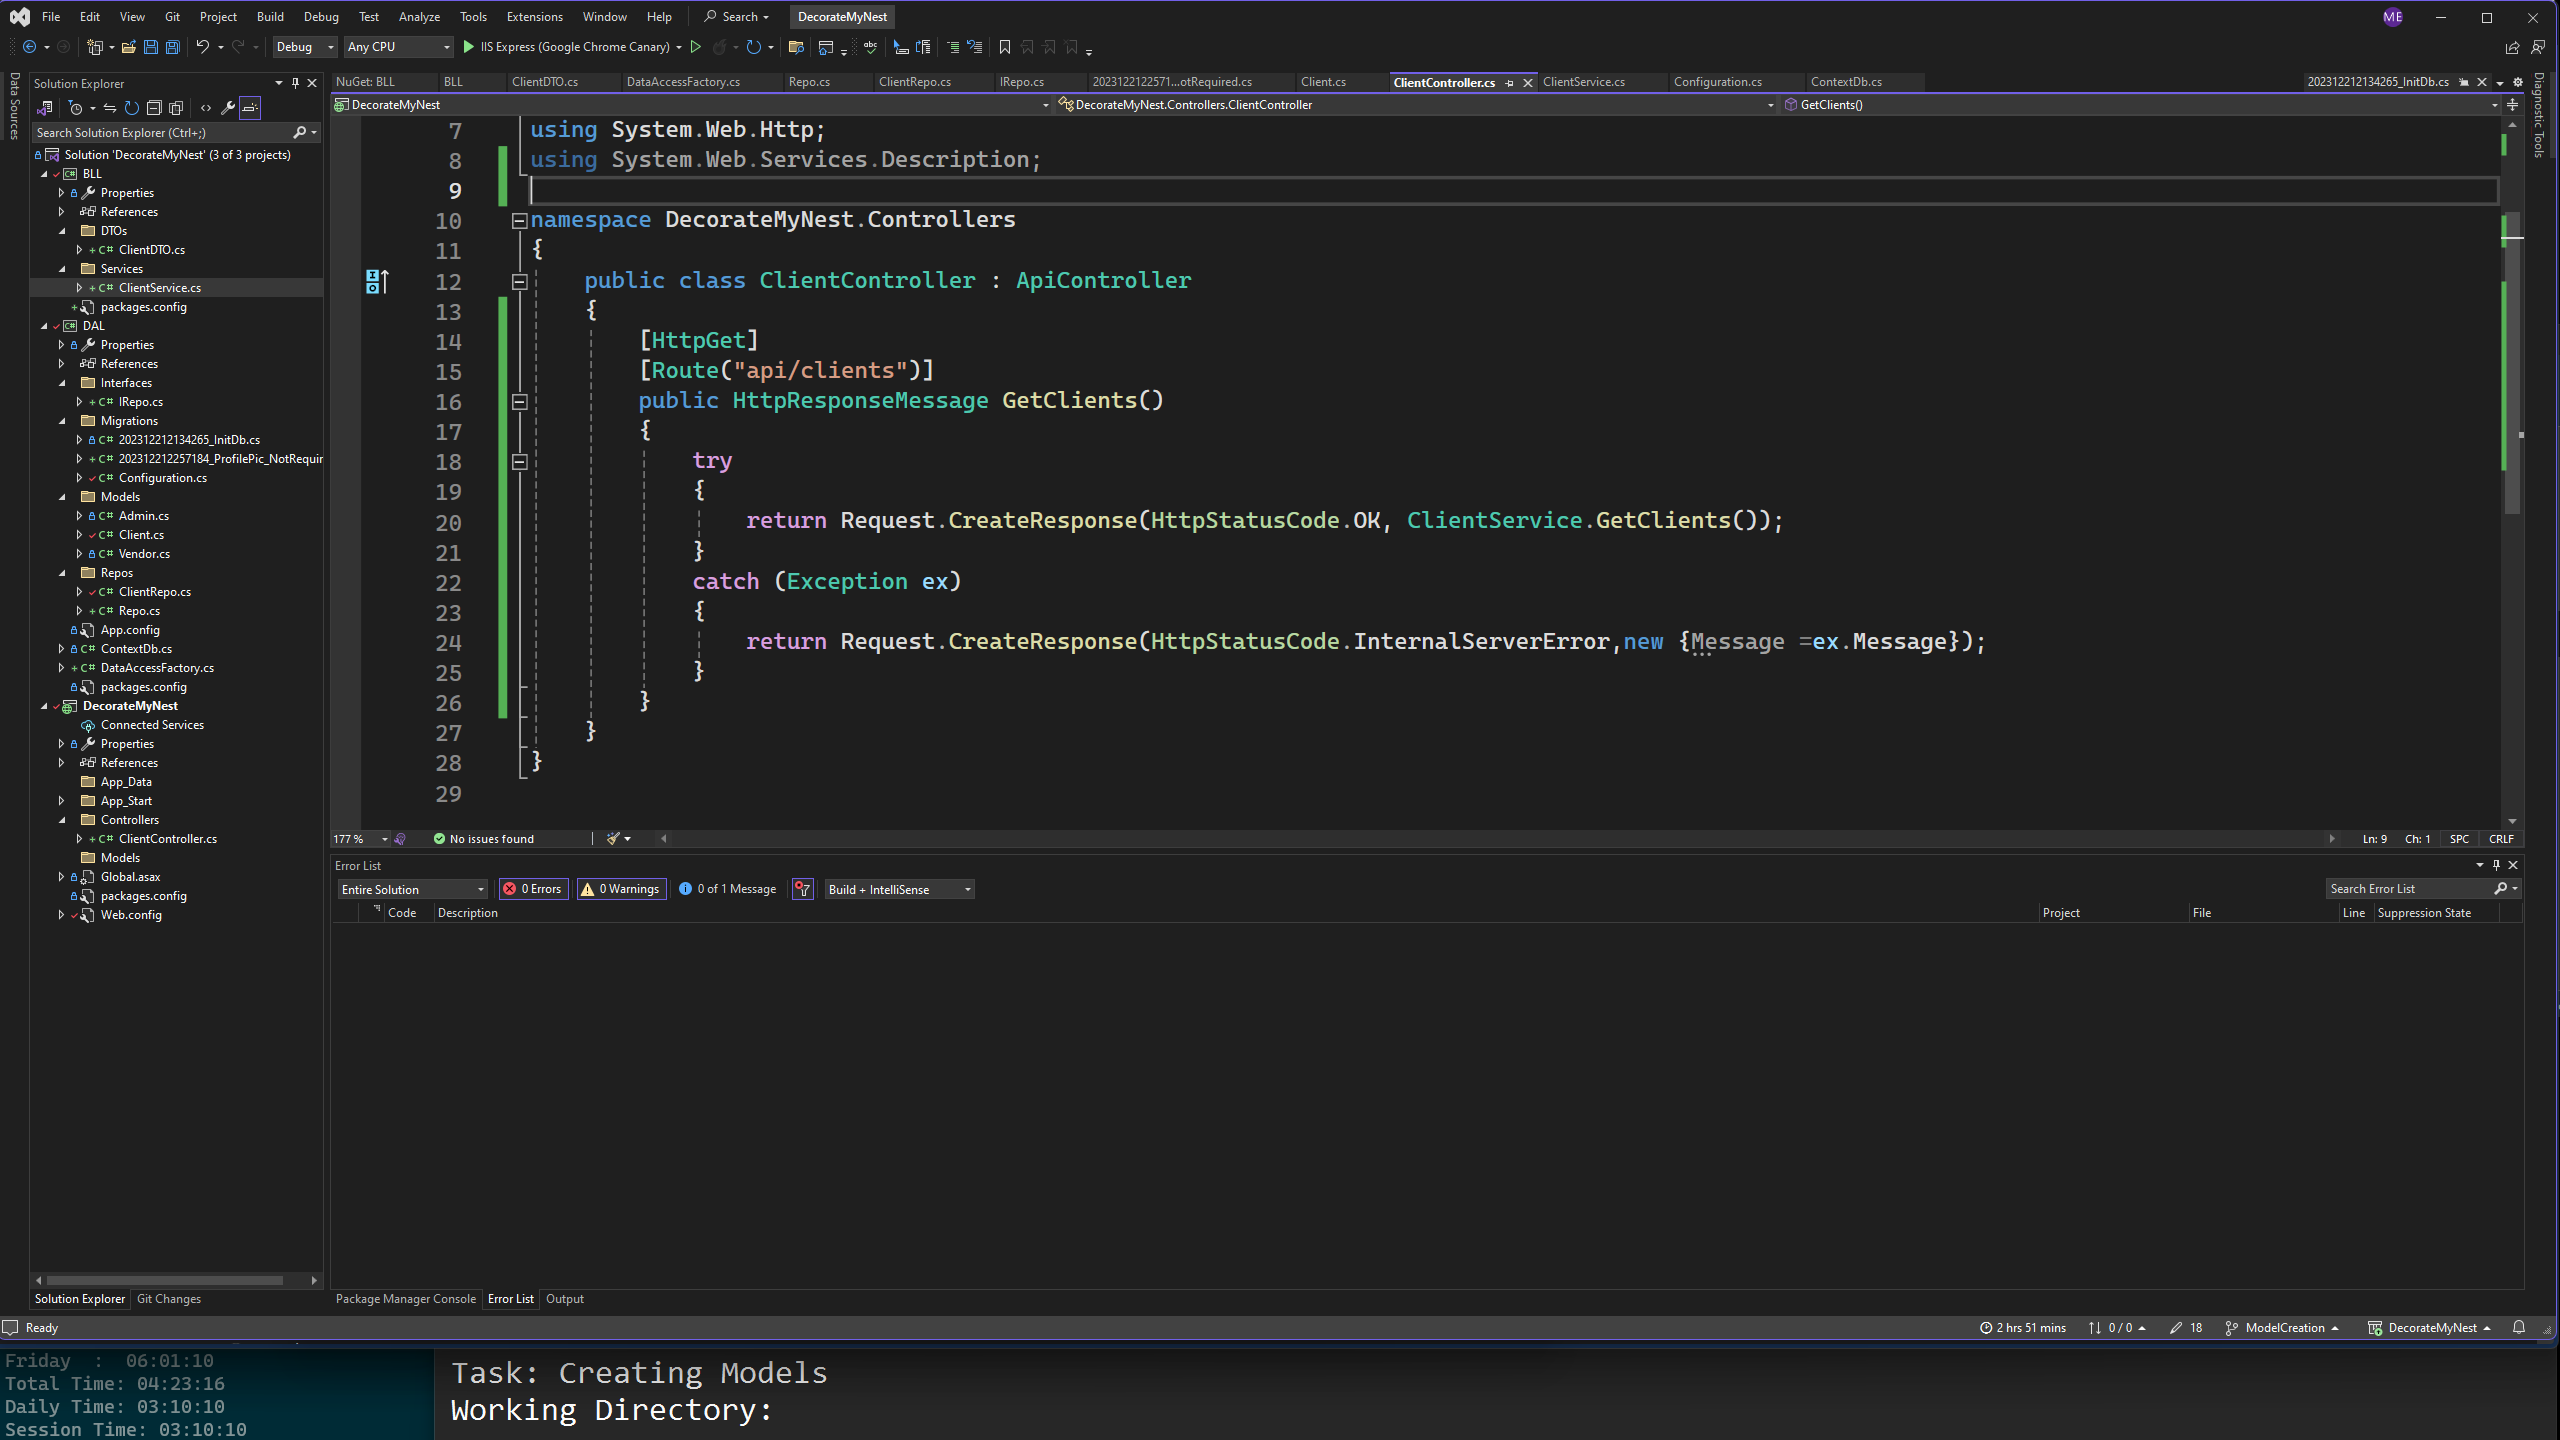 File Edit View Git Project Build Debug Test Analyze Tools Extensions Window Help Search DecorateMyNest ME
Debug Any CPU IIS Express (Google Chrome Canary)
Data Sources
Solution Explorer
Search Solution Explorer (Ctrl+;)
Solution 'DecorateMyNest' (3 of 3 projects)
BLL
Properties
References
DTOs
ClientDTO.cs
Services
ClientService.cs
packages.config
DAL
Properties
References
Interfaces
IRepo.cs
Migrations
202312212134265_InitDb.cs
202312212257184_ProfilePic_NotRequir
Configuration.cs
Models
Admin.cs
Client.cs
Vendor.cs
Repos
ClientRepo.cs
Repo.cs
App.config
ContextDb.cs
DataAccessFactory.cs
packages.config
DecorateMyNest
Connected Services
Properties
References
App_Data
App_Start
Controllers
ClientController.cs
Models
Global.asax
packages.config
Web.config
Solution Explorer Git Changes
NuGet: BLL BLL ClientDTO.cs DataAccessFactory.cs Repo.cs ClientRepo.cs IRepo.cs 2023122122571...otRequired.cs Client.cs ClientController.cs ClientService.cs Configuration.cs ContextDb.cs 202312212134265_InitDb.cs
DecorateMyNest DecorateMyNest.Controllers.ClientController GetClients()
7 using System.Web.Http;
8 using System.Web.Services.Description;
9
10 namespace DecorateMyNest.Controllers
11 {
12 public class ClientController : ApiController
13 {
14 [HttpGet]
15 [Route("api/clients")]
16 public HttpResponseMessage GetClients()
17 {
18 try
19 {
20 return Request.CreateResponse(HttpStatusCode.OK, ClientService.GetClients());
21 }
22 catch (Exception ex)
23 {
24 return Request.CreateResponse(HttpStatusCode.InternalServerError,new {Message =ex.Message});
25 }
26 }
27 }
28 }
29
177 % No issues found Ln: 9 Ch: 1 SPC CRLF
Error List
Entire Solution 0 Errors 0 Warnings 0 of 1 Message Build + IntelliSense Search Error List
Code Description Project File Line Suppression State
Package Manager Console Error List Output
Diagnostic Tools
Ready 2 hrs 51 mins 0 / 0 18 ModelCreation DecorateMyNest
Friday : 06:01:10
Total Time: 04:23:16
Daily Time: 03:10:10
Session Time: 03:10:10
Task: Creating Models
Working Directory: